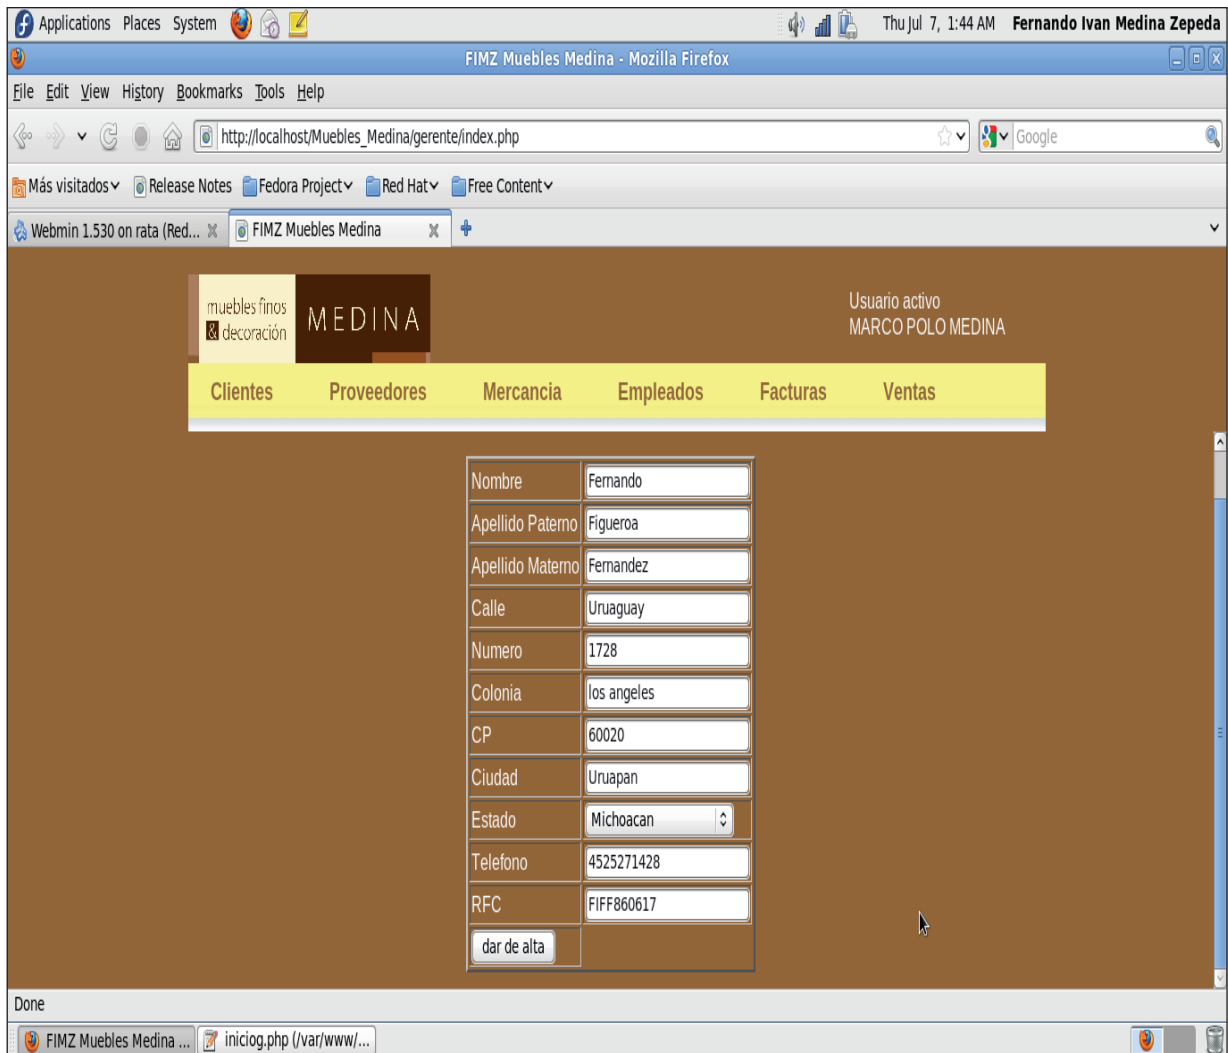 Applications Places System Thu Jul 7, 1:44 AM Fernando Ivan Medina Zepeda
FIMZ Muebles Medina - Mozilla Firefox
File Edit View History Bookmarks Tools Help
http://localhost/Muebles_Medina/gerente/index.php Google
Más visitados Release Notes Fedora Project Red Hat Free Content
Webmin 1.530 on rata (Red... FIMZ Muebles Medina
muebles finos
& decoración
MEDINA
Usuario activo
MARCO POLO MEDINA
Clientes Proveedores Mercancia Empleados Facturas Ventas
Nombre Fernando
Apellido Paterno Figueroa
Apellido Materno Fernandez
Calle Uruaguay
Numero 1728
Colonia los angeles
CP 60020
Ciudad Uruapan
Estado Michoacan
Telefono 4525271428
RFC FIFF860617
dar de alta
Done
FIMZ Muebles Medina ... iniciog.php (/var/www/...